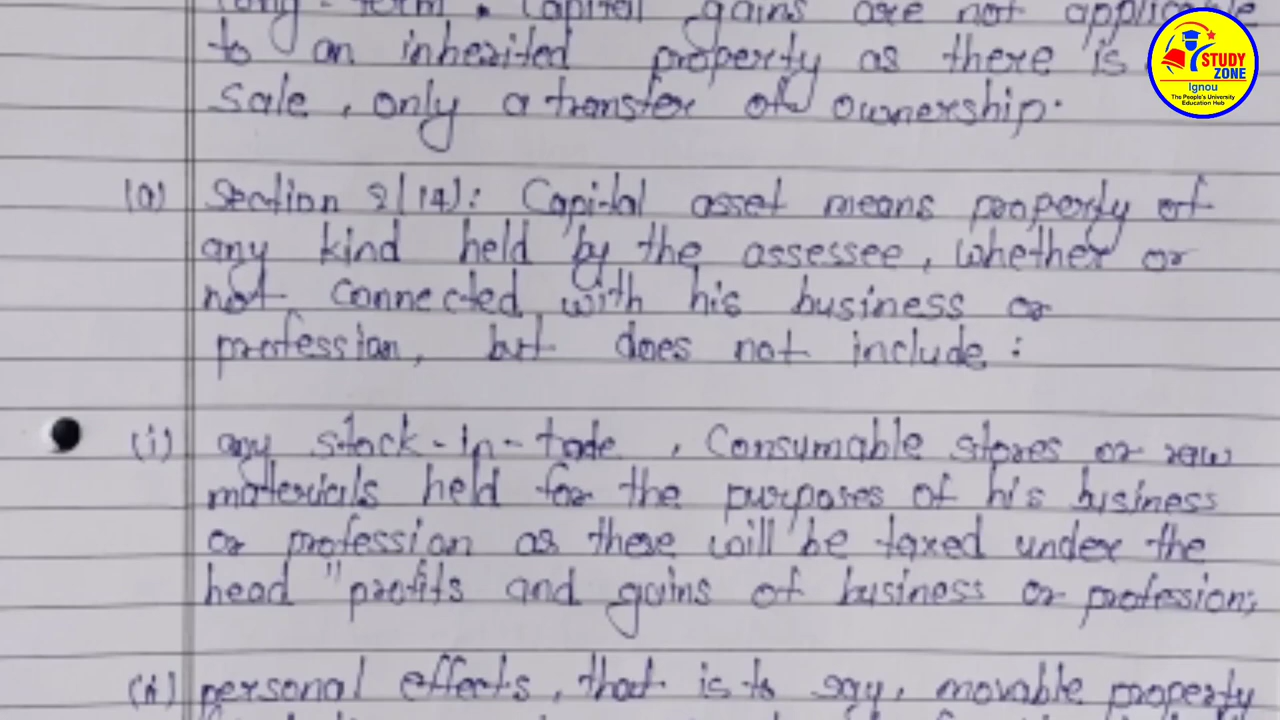 long-term. Capital gains are not applicable
to an inherited property as there is
sale, only a transfer of ownership.
STUDY
ZONE
Ignou
The People's University
Education Hub
(a) Section 2(14): Capital asset means property of
any kind held by the assessee, whether or
not connected with his business or
profession, but does not include :
(i) any stock-in-tade, Consumable stores or raw
materials held for the purposes of his business
or profession as these will be taxed under the
head "profits and gains of business or profession;
(ii) personal effects, that is to say, movable property